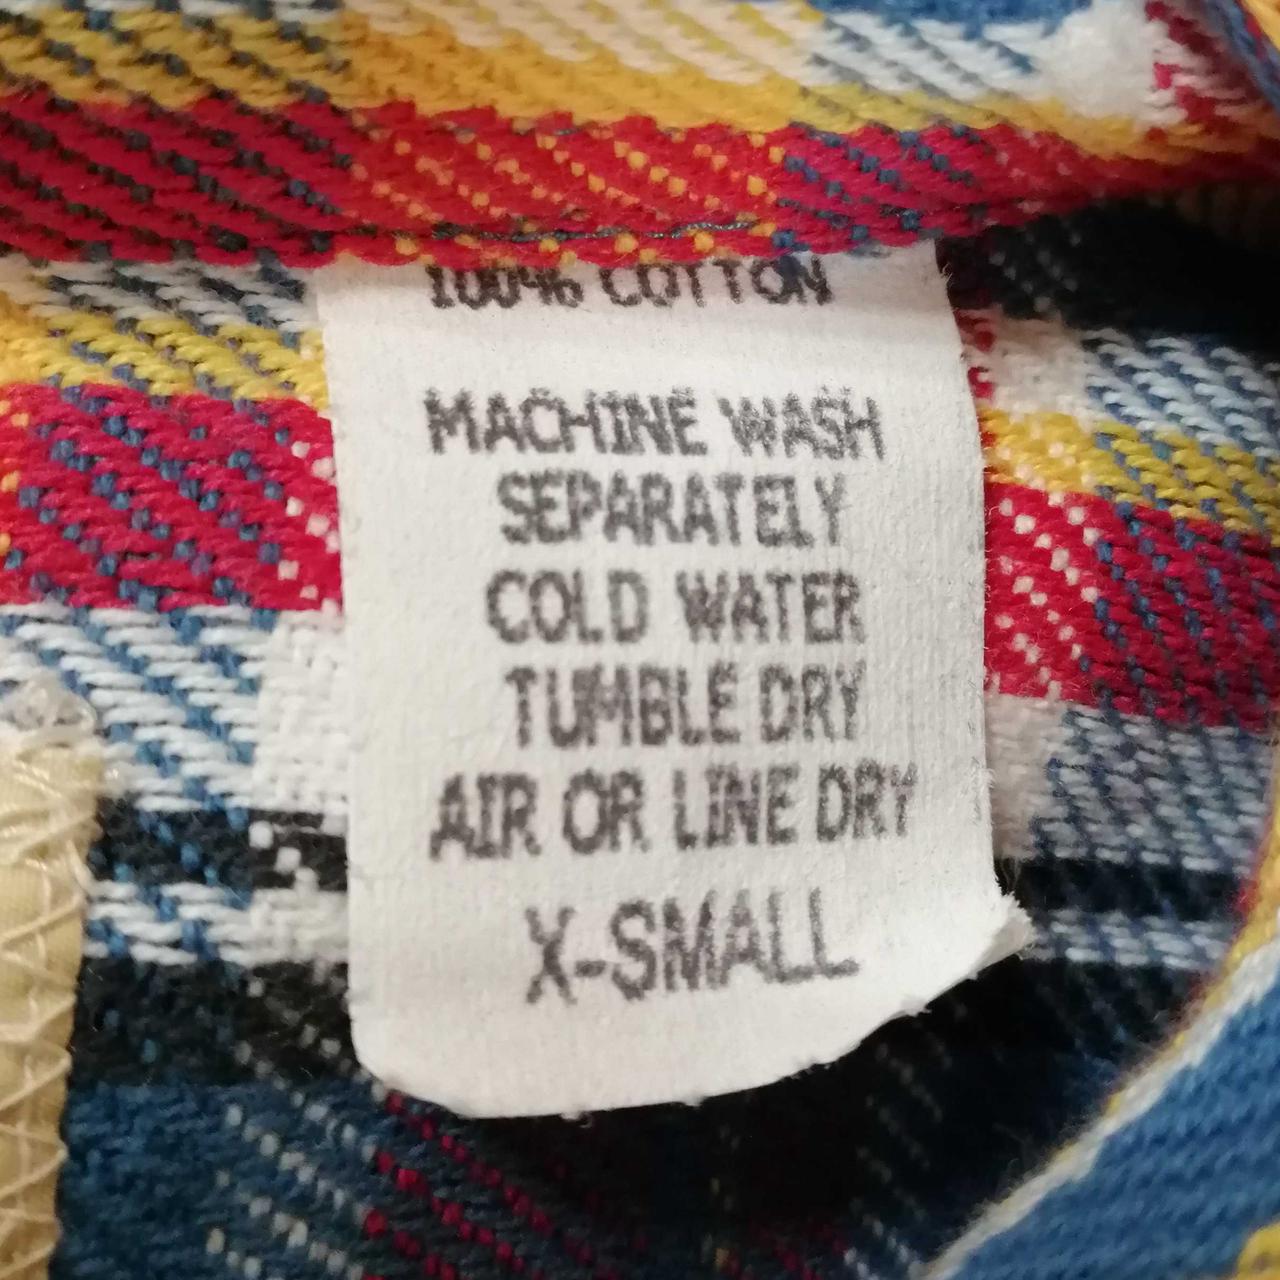 100% COTTON
MACHINE WASH
SEPARATELY
COLD WATER
TUMBLE DRY
AIR OR LINE DRY
X-SMALL